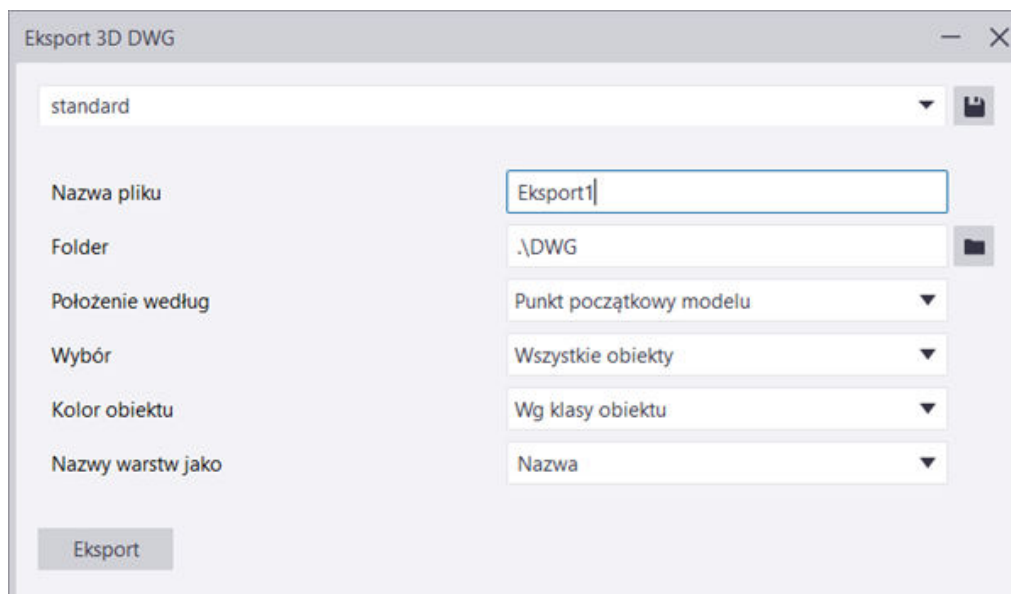 Eksport 3D DWG
standard
Nazwa pliku Eksport1
Folder .\DWG
Położenie według Punkt początkowy modelu
Wybór Wszystkie obiekty
Kolor obiektu Wg klasy obiektu
Nazwy warstw jako Nazwa
Eksport